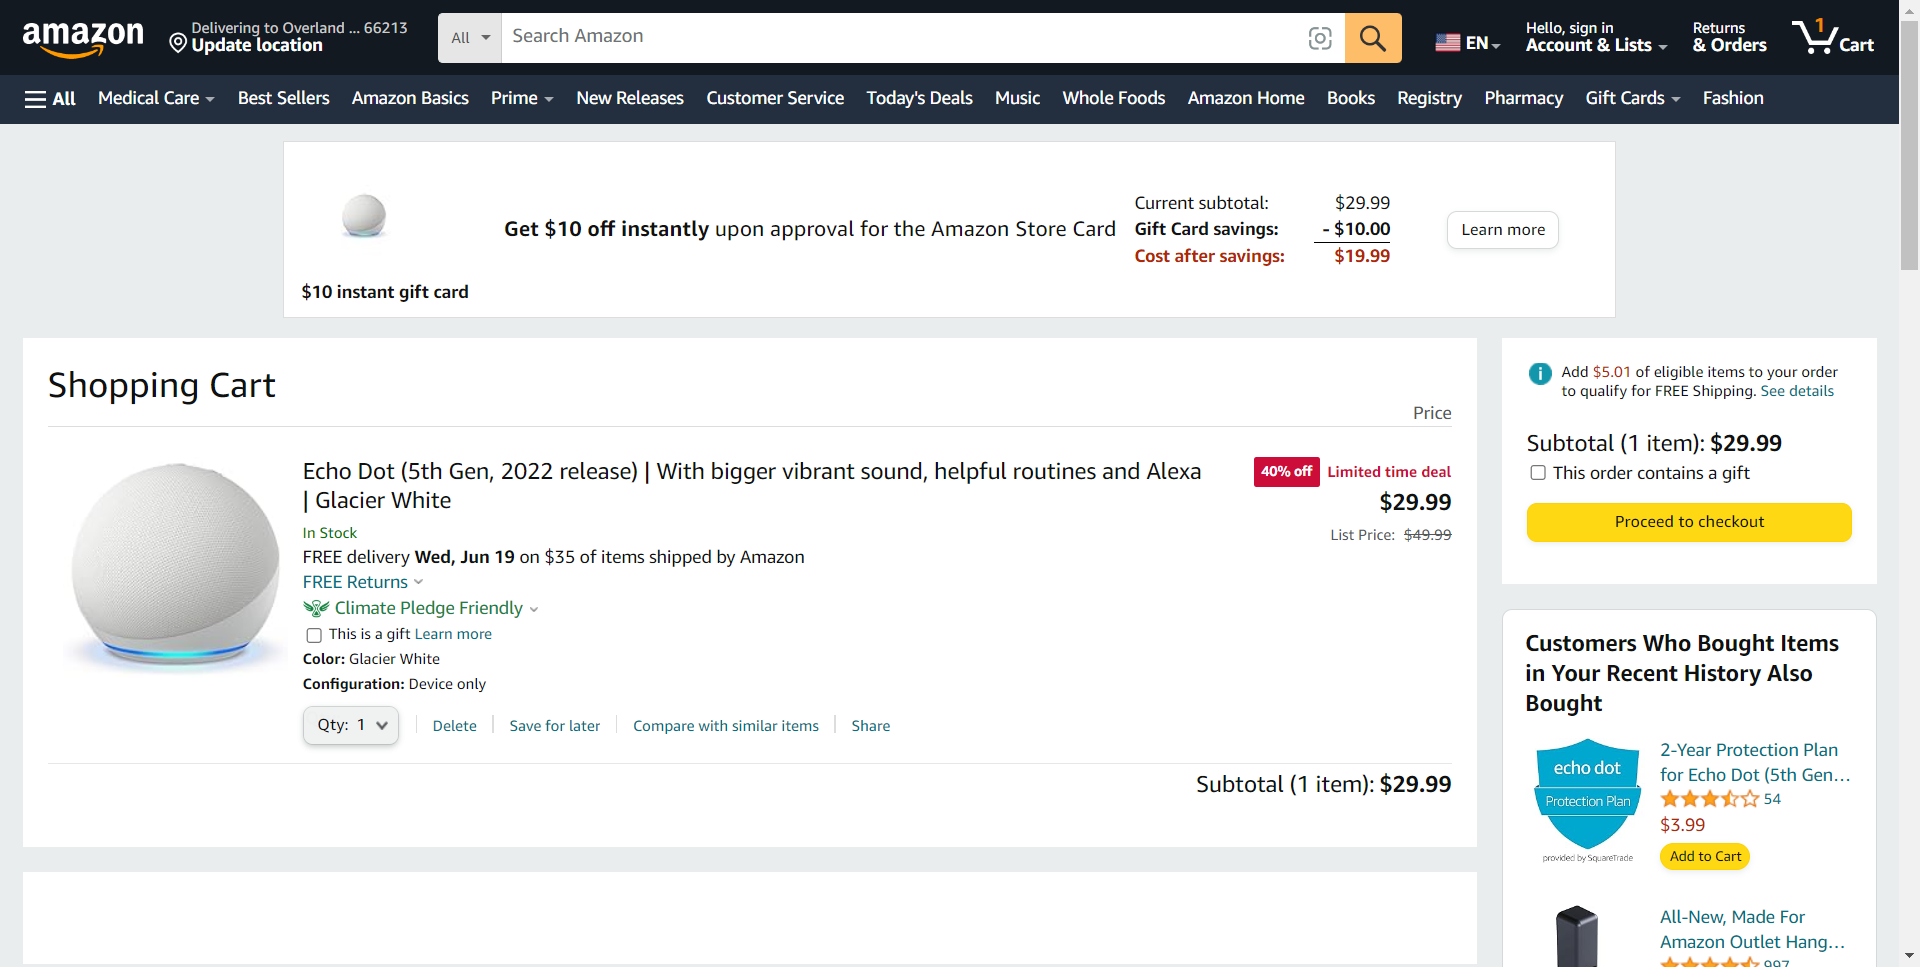 amazon
Delivering to Overland ... 66213
Update location
All
Search Amazon
EN
Hello, sign in
Account & Lists
Returns
& Orders
1
Cart
All
Medical Care
Best Sellers
Amazon Basics
Prime
New Releases
Customer Service
Today's Deals
Music
Whole Foods
Amazon Home
Books
Registry
Pharmacy
Gift Cards
Fashion
$10 instant gift card
Get $10 off instantly upon approval for the Amazon Store Card
Current subtotal: $29.99
Gift Card savings: - $10.00
Cost after savings: $19.99
Learn more
Shopping Cart
Price
Echo Dot (5th Gen, 2022 release) | With bigger vibrant sound, helpful routines and Alexa
| Glacier White
40% off Limited time deal
$29.99
List Price: $49.99
In Stock
FREE delivery Wed, Jun 19 on $35 of items shipped by Amazon
FREE Returns
Climate Pledge Friendly
This is a gift Learn more
Color: Glacier White
Configuration: Device only
Qty: 1
Delete
Save for later
Compare with similar items
Share
Subtotal (1 item): $29.99
Add $5.01 of eligible items to your order
to qualify for FREE Shipping. See details
Subtotal (1 item): $29.99
This order contains a gift
Proceed to checkout
Customers Who Bought Items
in Your Recent History Also
Bought
echo dot
Protection Plan
provided by SquareTrade
2-Year Protection Plan
for Echo Dot (5th Gen...
54
$3.99
Add to Cart
All-New, Made For
Amazon Outlet Hang...
997